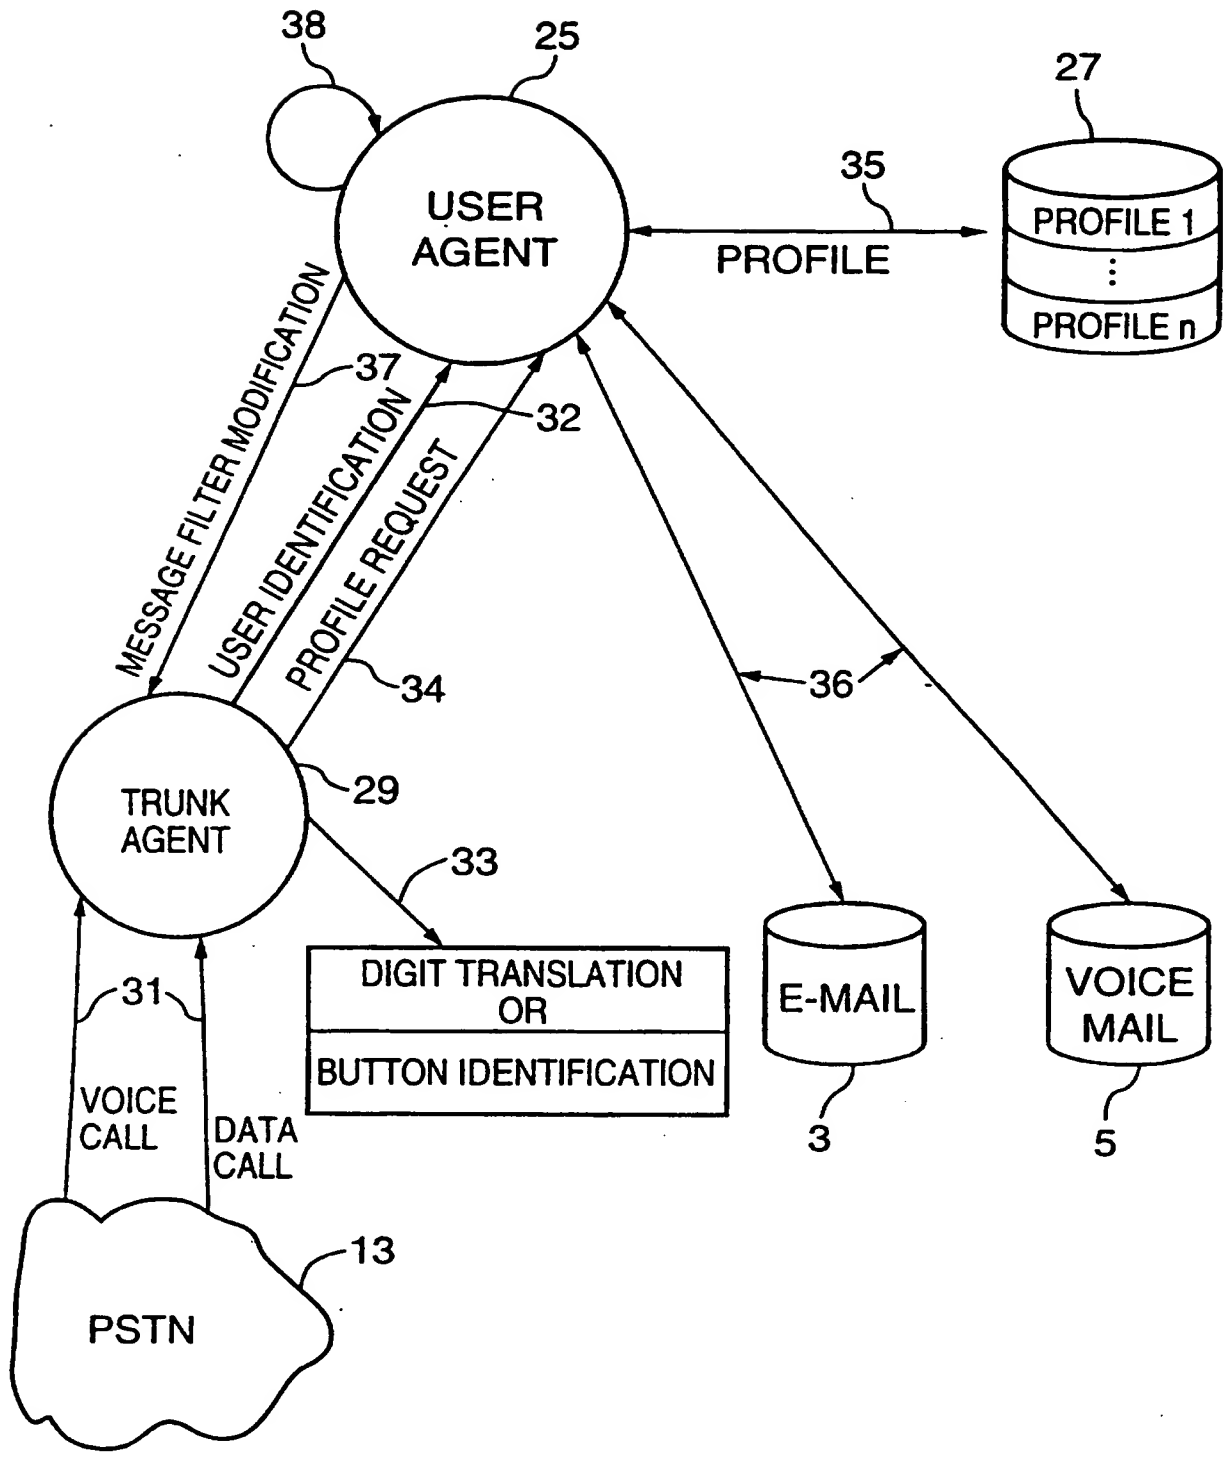 38
25
27
USER
AGENT
35
PROFILE
PROFILE 1
PROFILE n
MESSAGE FILTER MODIFICATION
37
USER IDENTIFICATION
32
PROFILE REQUEST
34
36
TRUNK
AGENT
29
33
DIGIT TRANSLATION
OR
BUTTON IDENTIFICATION
E-MAIL
3
VOICE
MAIL
5
31
VOICE
CALL
DATA
CALL
13
PSTN